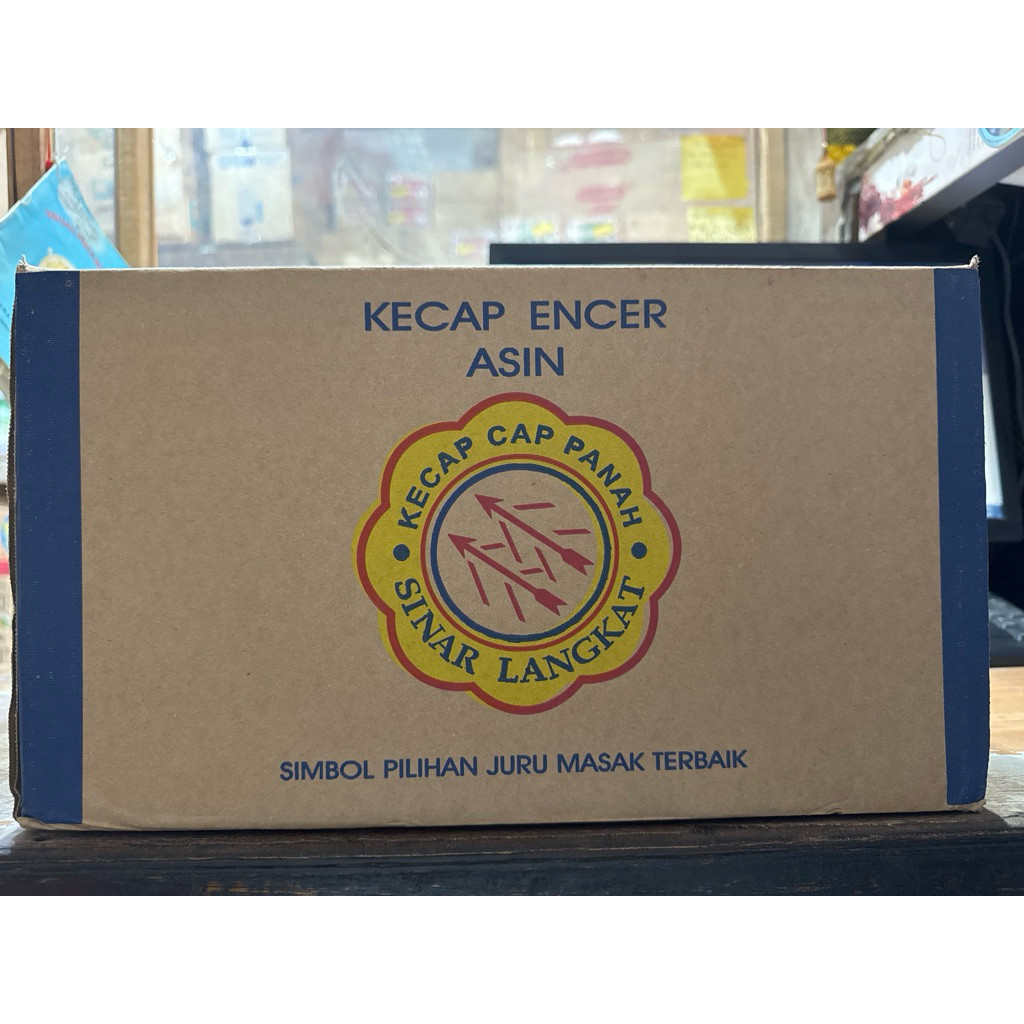 KECAP ENCER
ASIN
KECAP CAP PANAH
SINAR LANGKAT
SIMBOL PILIHAN JURU MASAK TERBAIK